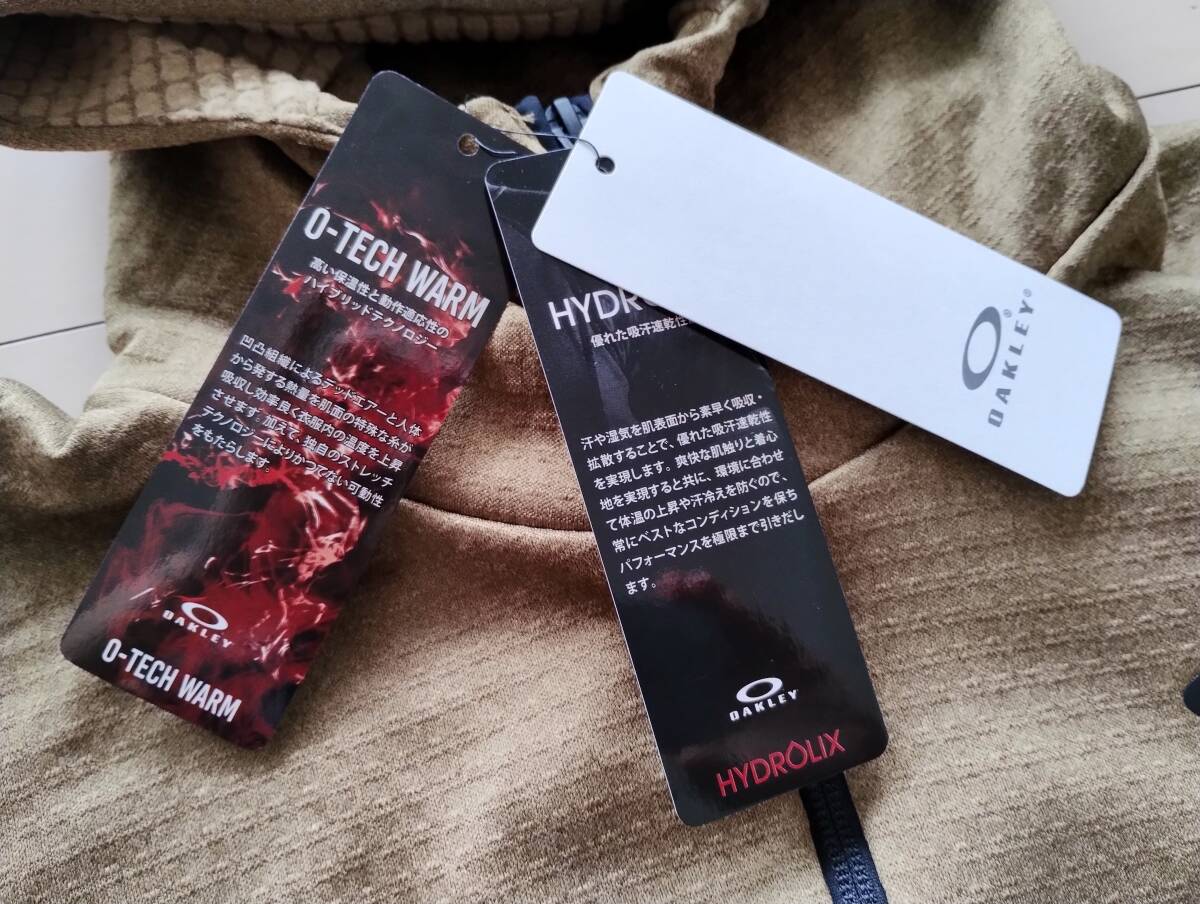 O-TECH WARM
高い保温性と動作適応性の
ハイブリッドテクノロジー
凹凸組織によるデッドエアーと人体
から発する熱量を肌面の特殊な糸が
吸収し効率良く衣服内の温度を上昇
させます。加えて、独自のストレッチ
テクノロジーによりかつてない可動性
をもたらします。
OAKLEY
O-TECH WARM
優れた吸汗速乾性
汗や湿気を肌表面から素早く吸収・
拡散することで、優れた吸汗速乾性
を実現します。爽快な肌触りと着心
地を実現すると共に、環境に合わせ
て体温の上昇や汗冷えを防ぐので、
常にベストなコンディションを保ち
パフォーマンスを極限まで引きだし
ます。
OAKLEY
HYDROLIX
OAKLEY®